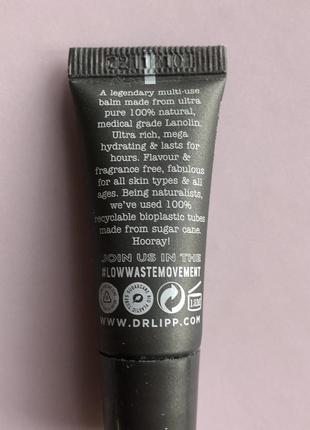 A legendary multi-use
balm made from ultra
pure 100% natural,
medical grade Lanolin.
Ultra rich, mega
hydrating & lasts for
hours. Flavour &
fragrance free, fabulous
for all skin types & all
ages. Being naturalists,
we've used 100%
recyclable bioplastic tubes
made from sugar cane.
Hooray!
JOIN US IN THE
#LOWWASTEMOVEMENT
18M
WWW.DRLIPP.COM